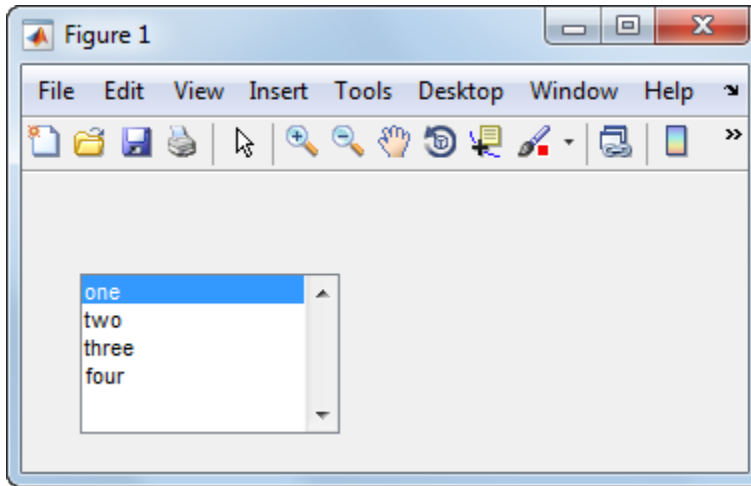 Figure 1
File Edit View Insert Tools Desktop Window Help
one
two
three
four